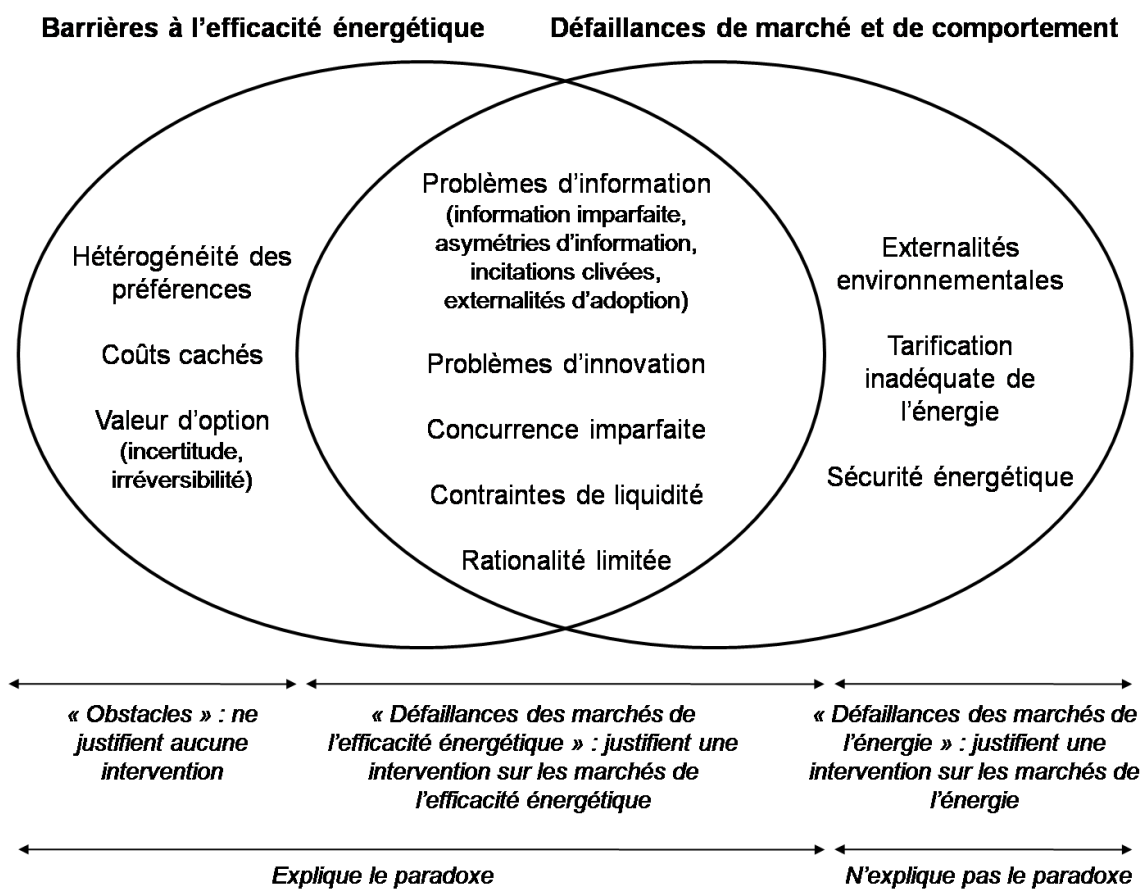 Barrières à l'efficacité énergétique
Défaillances de marché et de comportement
Hétérogénéité des
préférences
Coûts cachés
Valeur d'option
(incertitude,
irréversibilité)
Problèmes d'information
(information imparfaite,
asymétries d'information,
incitations clivées,
externalités d'adoption)
Problèmes d'innovation
Concurrence imparfaite
Contraintes de liquidité
Rationalité limitée
Externalités
environnementales
Tarification
inadéquate de
l'énergie
Sécurité énergétique
« Obstacles » : ne
justifient aucune
intervention
« Défaillances des marchés de
l'efficacité énergétique » : justifient une
intervention sur les marchés de
l'efficacité énergétique
« Défaillances des marchés de
l'énergie » : justifient une
intervention sur les marchés de
l'énergie
Explique le paradoxe
N'explique pas le paradoxe